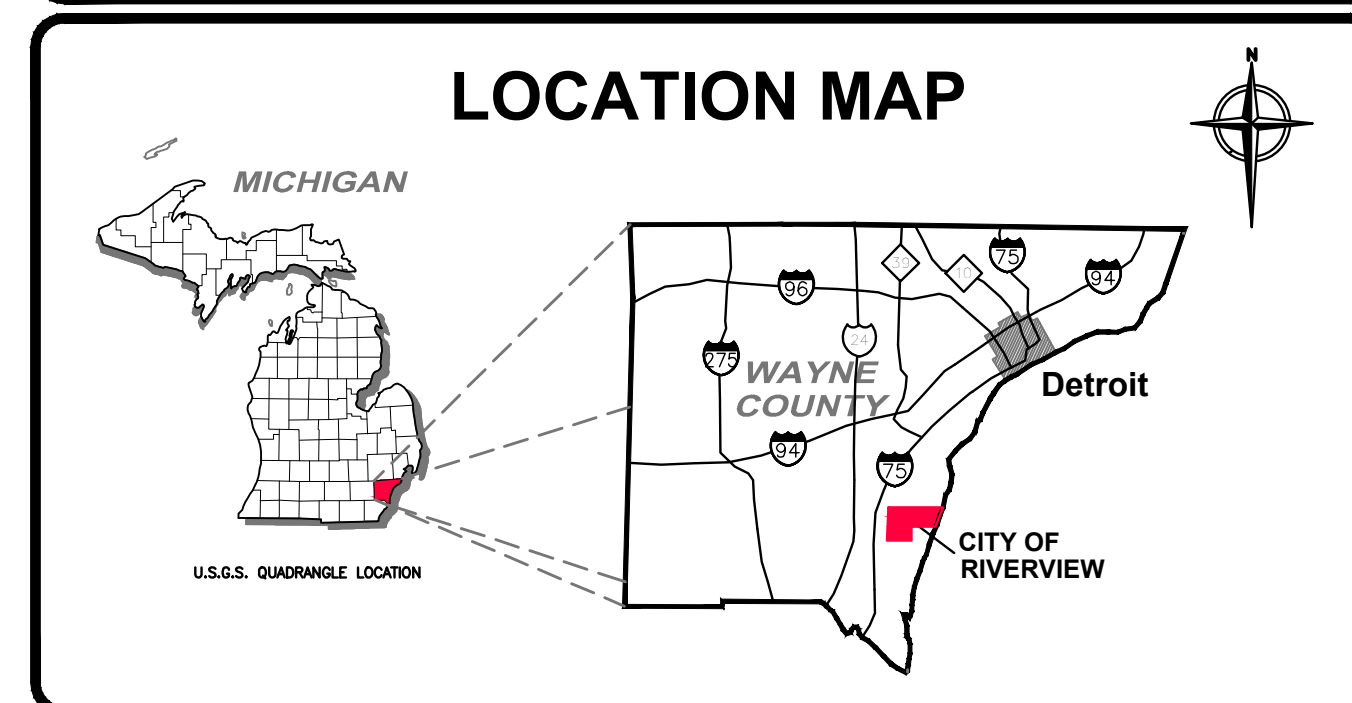 LOCATION MAP
N
MICHIGAN
39
10
75
94
96
24
275
WAYNE
COUNTY
Detroit
94
75
CITY OF
RIVERVIEW
U.S.G.S. QUADRANGLE LOCATION